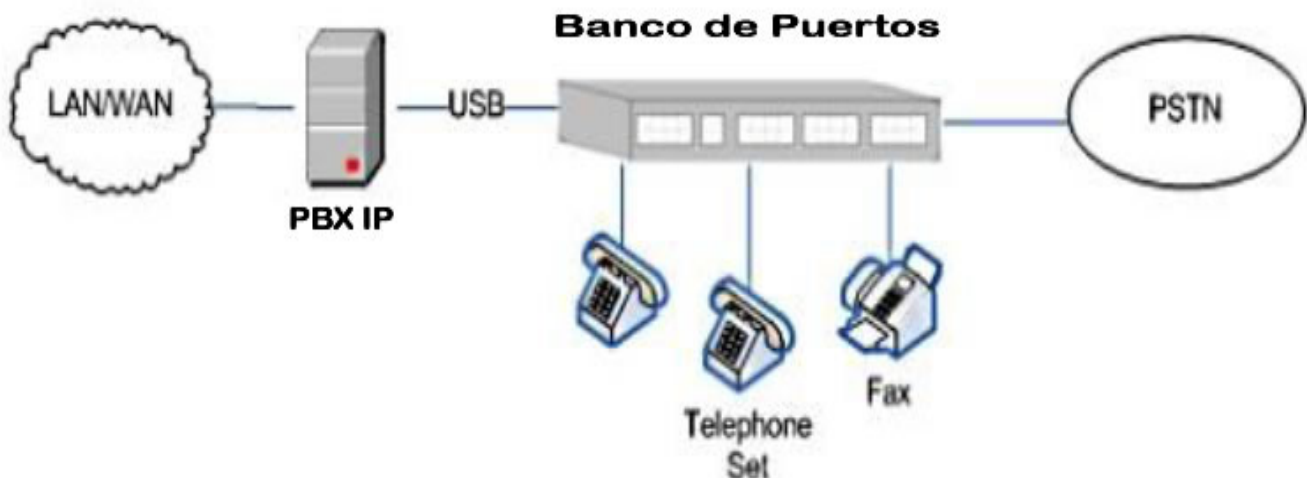 Banco de Puertos
LAN/WAN
USB
PSTN
PBX IP
Telephone
Set
Fax